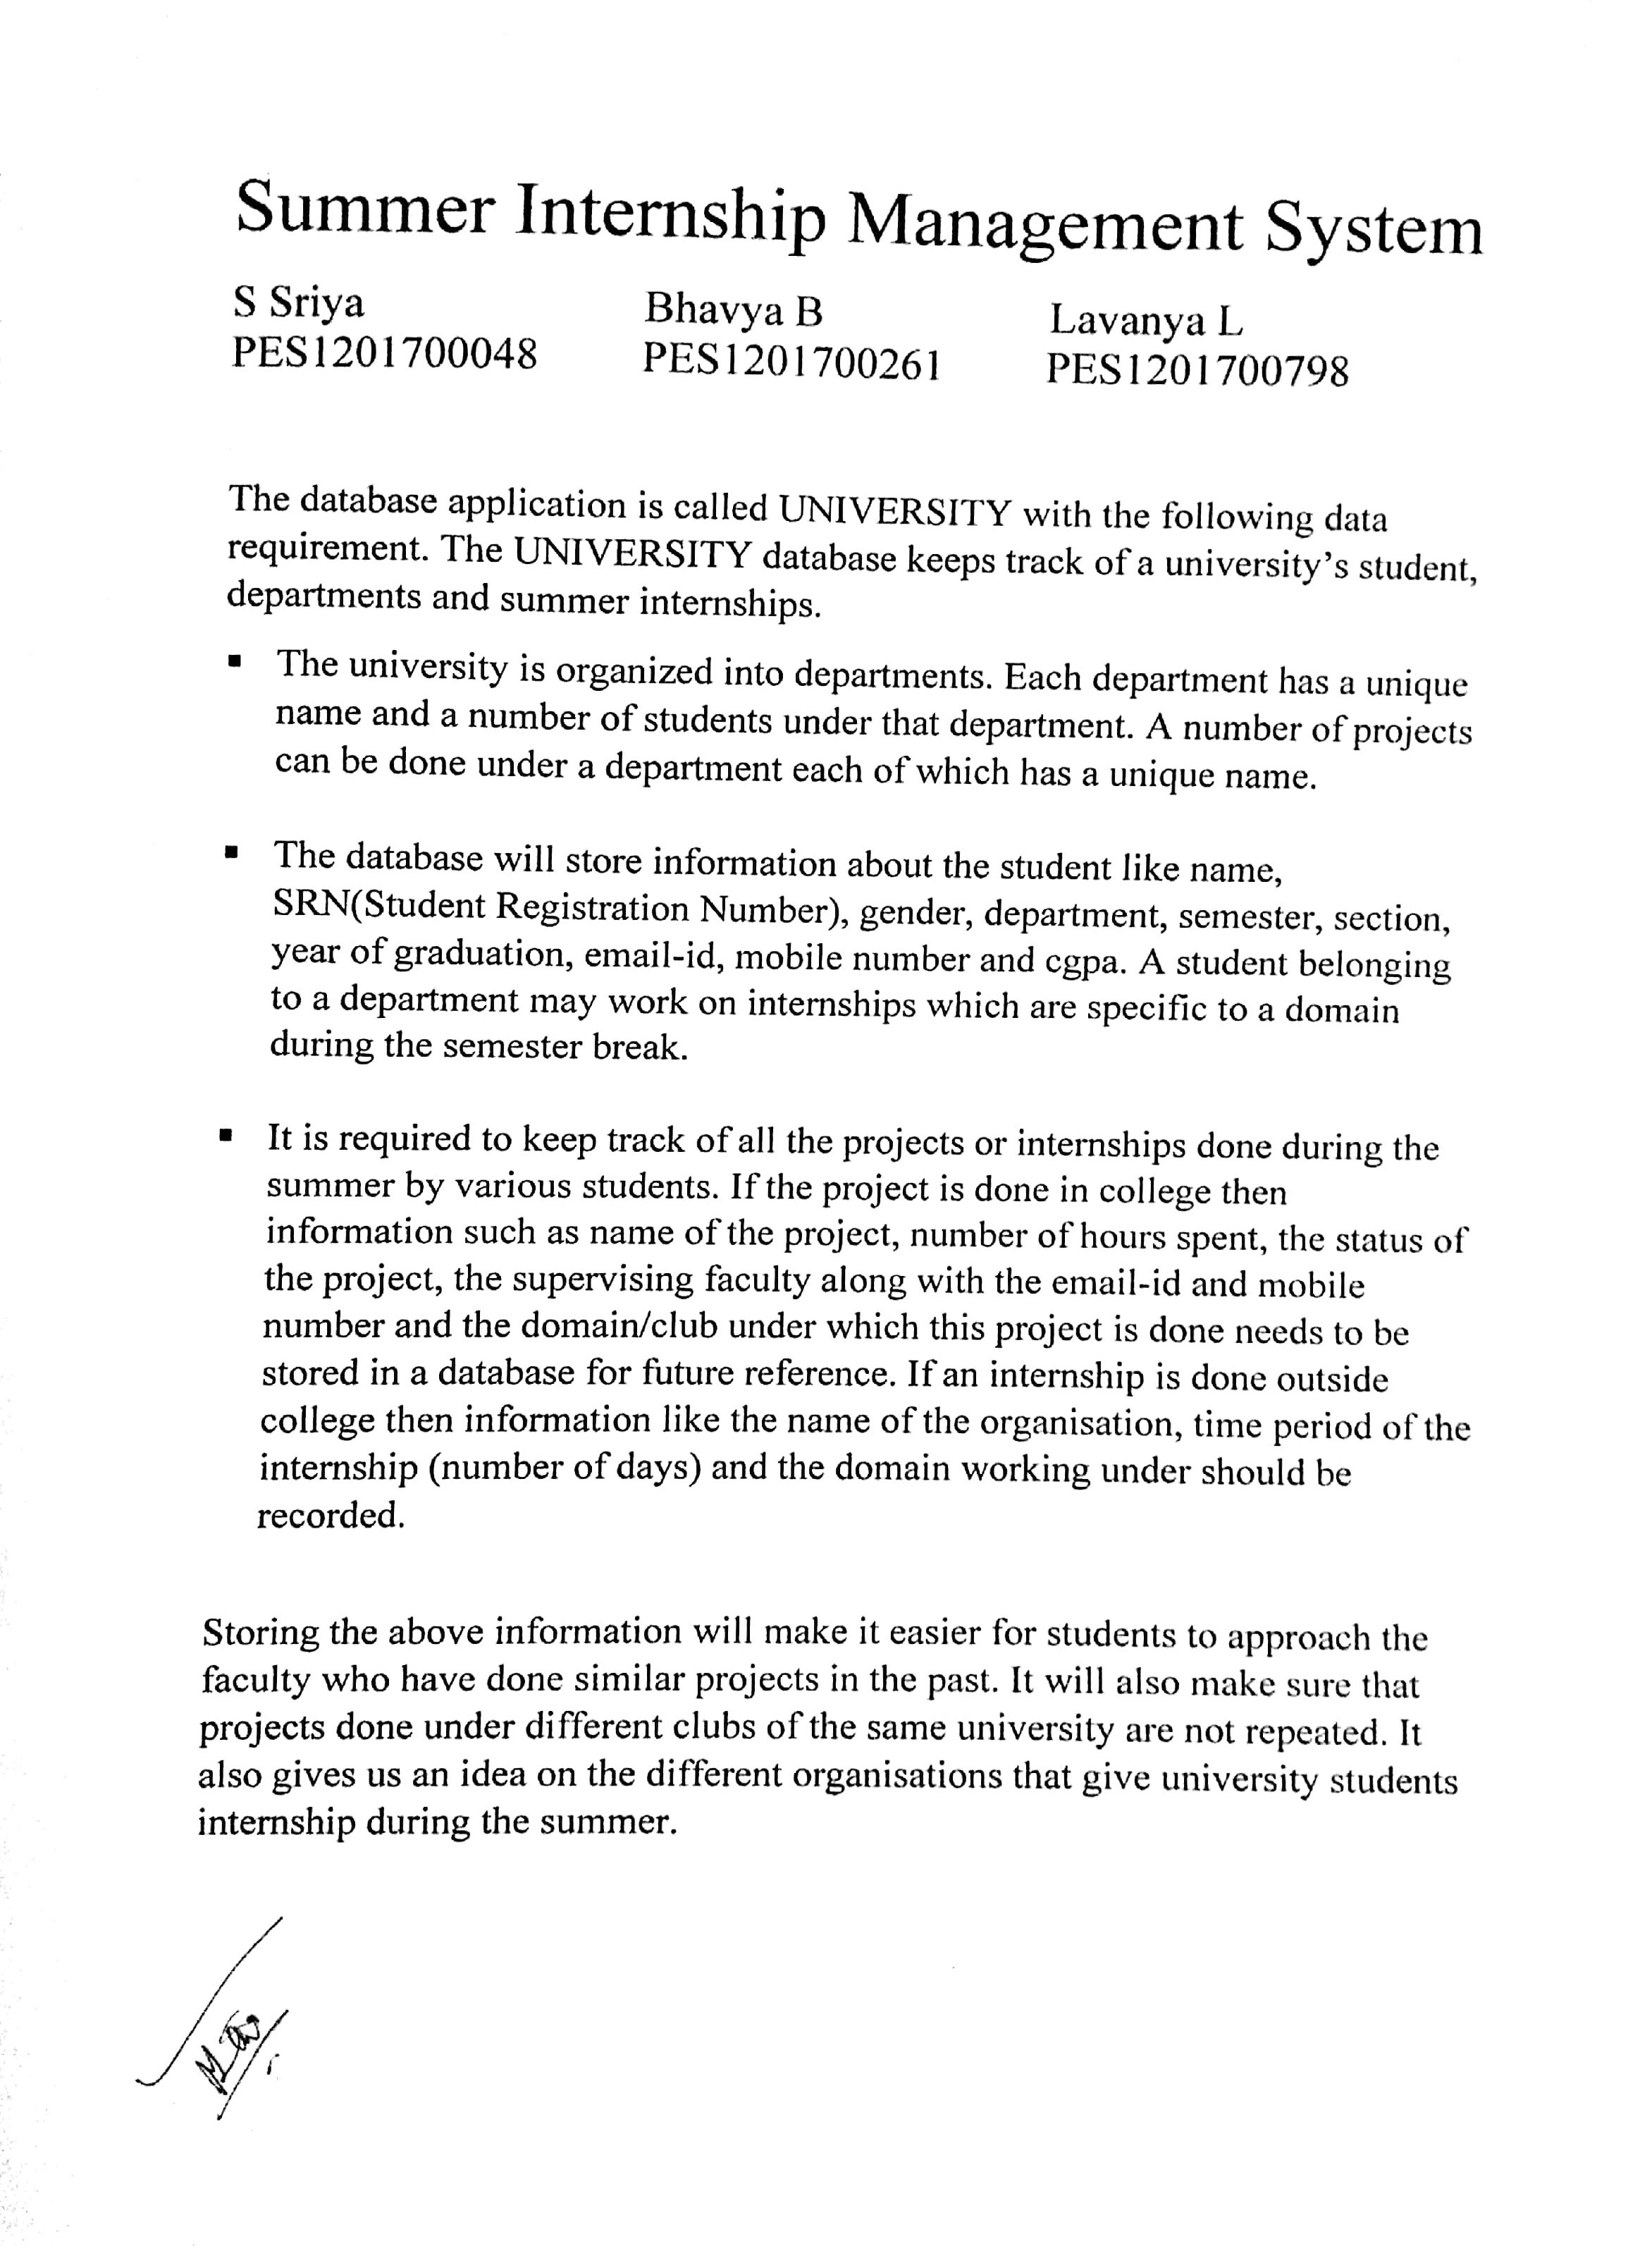 Summer Internship Management System
S Sriya Bhavya B Lavanya L
PES1201700048 PES1201700261 PES1201700798
The database application is called UNIVERSITY with the following data
requirement. The UNIVERSITY database keeps track of a university's student,
departments and summer internships.
▪ The university is organized into departments. Each department has a unique
name and a number of students under that department. A number of projects
can be done under a department each of which has a unique name.
▪ The database will store information about the student like name,
SRN(Student Registration Number), gender, department, semester, section,
year of graduation, email-id, mobile number and cgpa. A student belonging
to a department may work on internships which are specific to a domain
during the semester break.
▪ It is required to keep track of all the projects or internships done during the
summer by various students. If the project is done in college then
information such as name of the project, number of hours spent, the status of
the project, the supervising faculty along with the email-id and mobile
number and the domain/club under which this project is done needs to be
stored in a database for future reference. If an internship is done outside
college then information like the name of the organisation, time period of the
internship (number of days) and the domain working under should be
recorded.
Storing the above information will make it easier for students to approach the
faculty who have done similar projects in the past. It will also make sure that
projects done under different clubs of the same university are not repeated. It
also gives us an idea on the different organisations that give university students
internship during the summer.